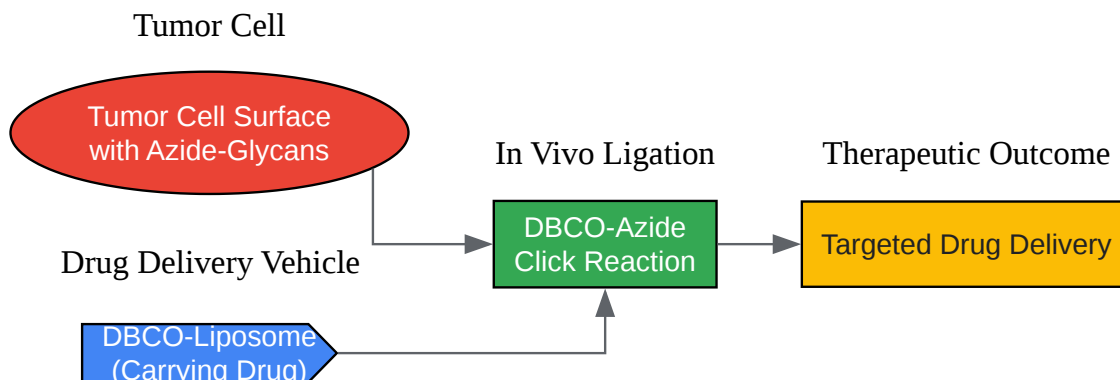 Tumor Cell
Tumor Cell Surface
with Azide-Glycans
In Vivo Ligation
Therapeutic Outcome
DBCO-Azide
Click Reaction
Targeted Drug Delivery
Drug Delivery Vehicle
DBCO-Liposome
(Carrying Drug)